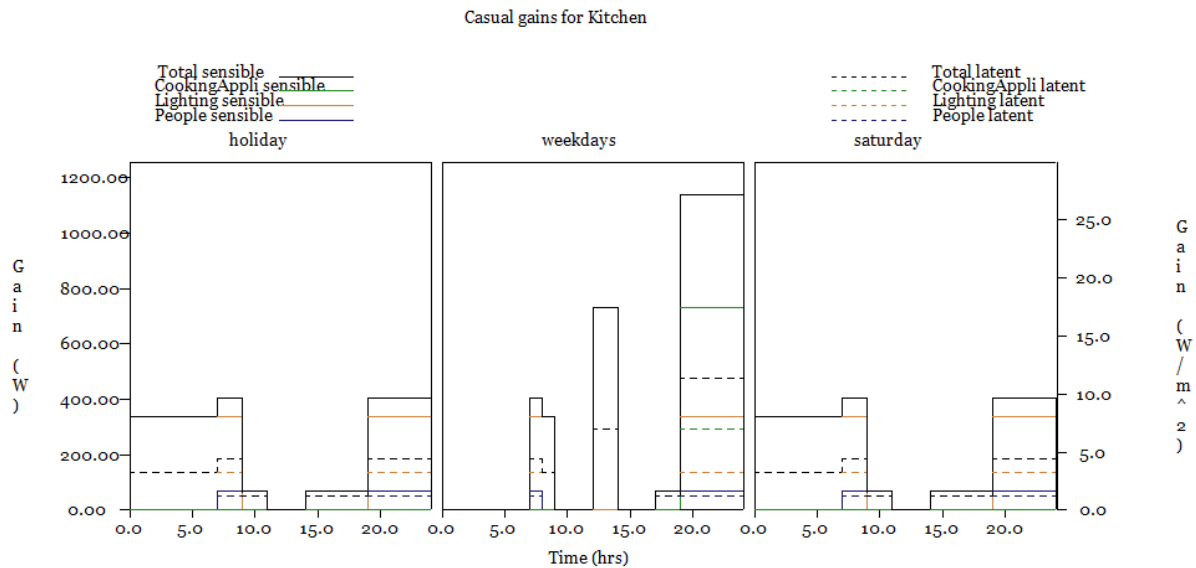 Casual gains for Kitchen
Total sensible
CookingAppli sensible
Lighting sensible
People sensible
Total latent
CookingAppli latent
Lighting latent
People latent
holiday weekdays saturday
1200.00
1000.00
800.00
600.00
400.00
200.00
0.00
Gain (W)
25.0
20.0
15.0
10.0
5.0
0.0
Gain (W/m^2)
0.0 5.0 10.0 15.0 20.0 0.0 5.0 10.0 15.0 20.0 0.0 5.0 10.0 15.0 20.0
Time (hrs)